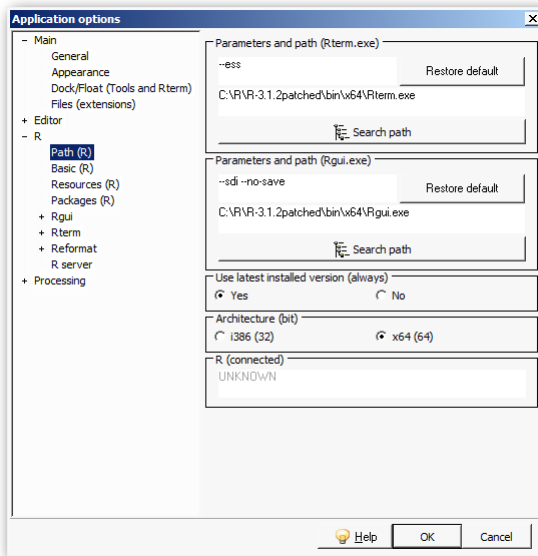 Application options
Main
General
Appearance
Dock/Float (Tools and Rterm)
Files (extensions)
Editor
R
Path (R)
Basic (R)
Resources (R)
Packages (R)
Rgui
Rterm
Reformat
R server
Processing
Parameters and path (Rterm.exe)
--ess
Restore default
C:\R\R-3.1.2patched\bin\x64\Rterm.exe
Search path
Parameters and path (Rgui.exe)
--sdi --no-save
Restore default
C:\R\R-3.1.2patched\bin\x64\Rgui.exe
Search path
Use latest installed version (always)
Yes No
Architecture (bit)
i386 (32) x64 (64)
R (connected)
UNKNOWN
Help OK Cancel